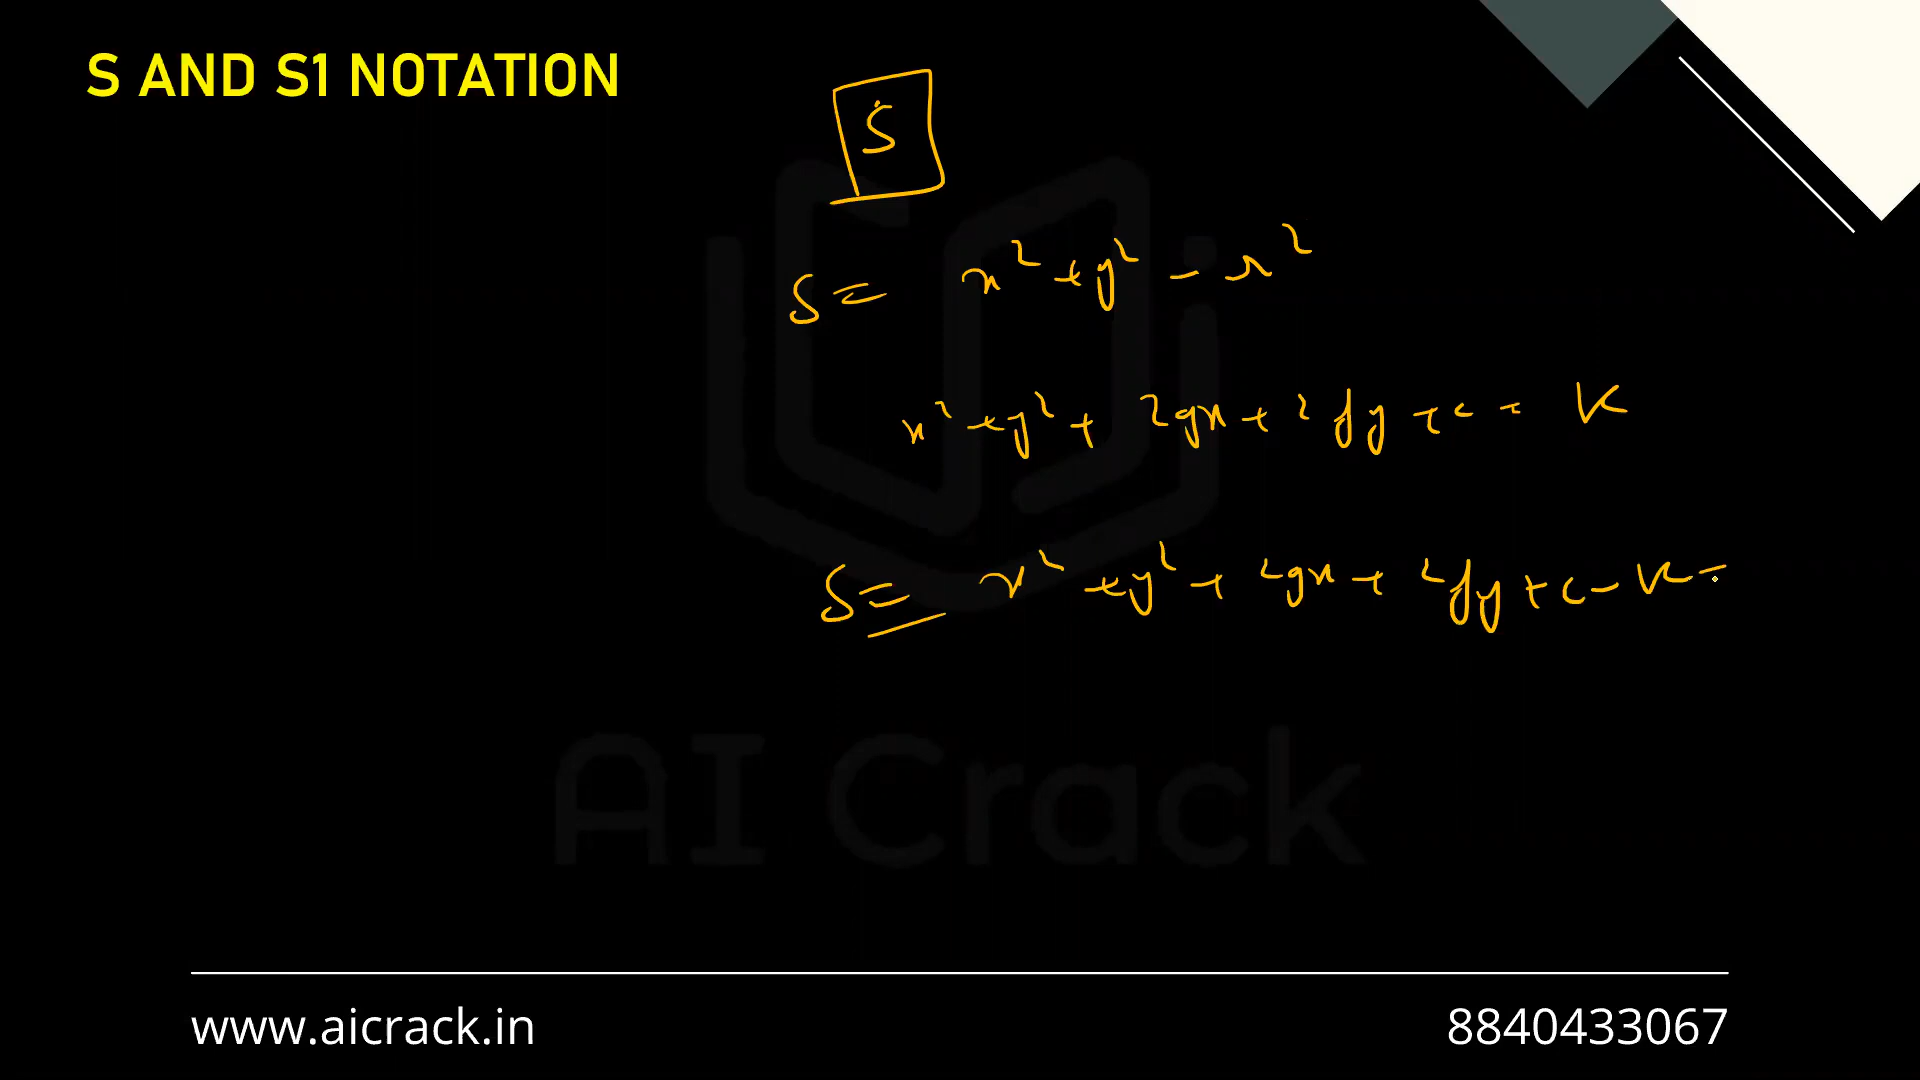 S AND S1 NOTATION
S
S = x² + y² - r²
x² + y² + 2gx + 2fy + c = K
S = x² + y² + 2gx + 2fy + c - K =
AI Crack
www.aicrack.in
8840433067